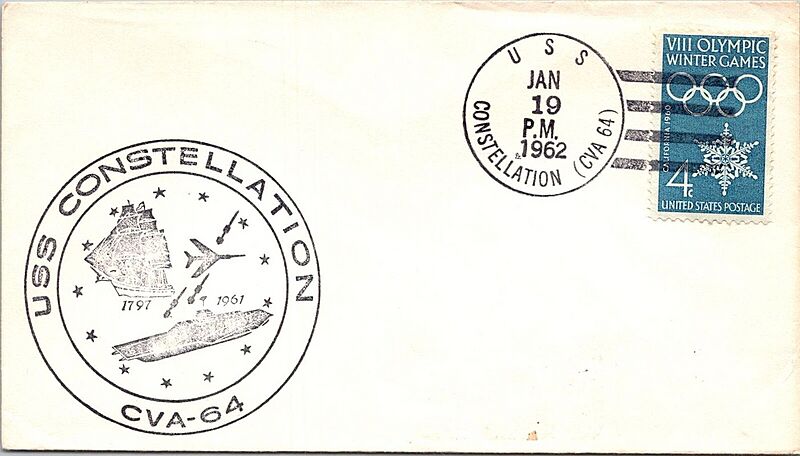 USS
JAN
19
P.M.
1962
CONSTELLATION (CVA 64)
VIII OLYMPIC
WINTER GAMES
CALIFORNIA 1960
4c
UNITED STATES POSTAGE
USS CONSTELLATION
1797 1961
CVA-64